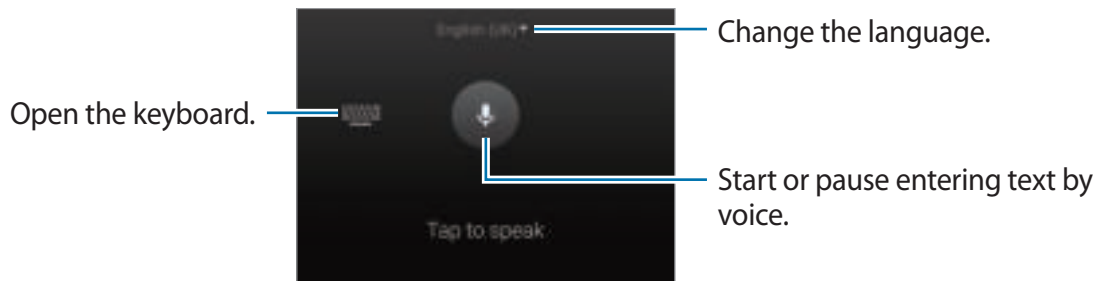 English (UK)
Change the language.
Open the keyboard.
Start or pause entering text by
voice.
Tap to speak